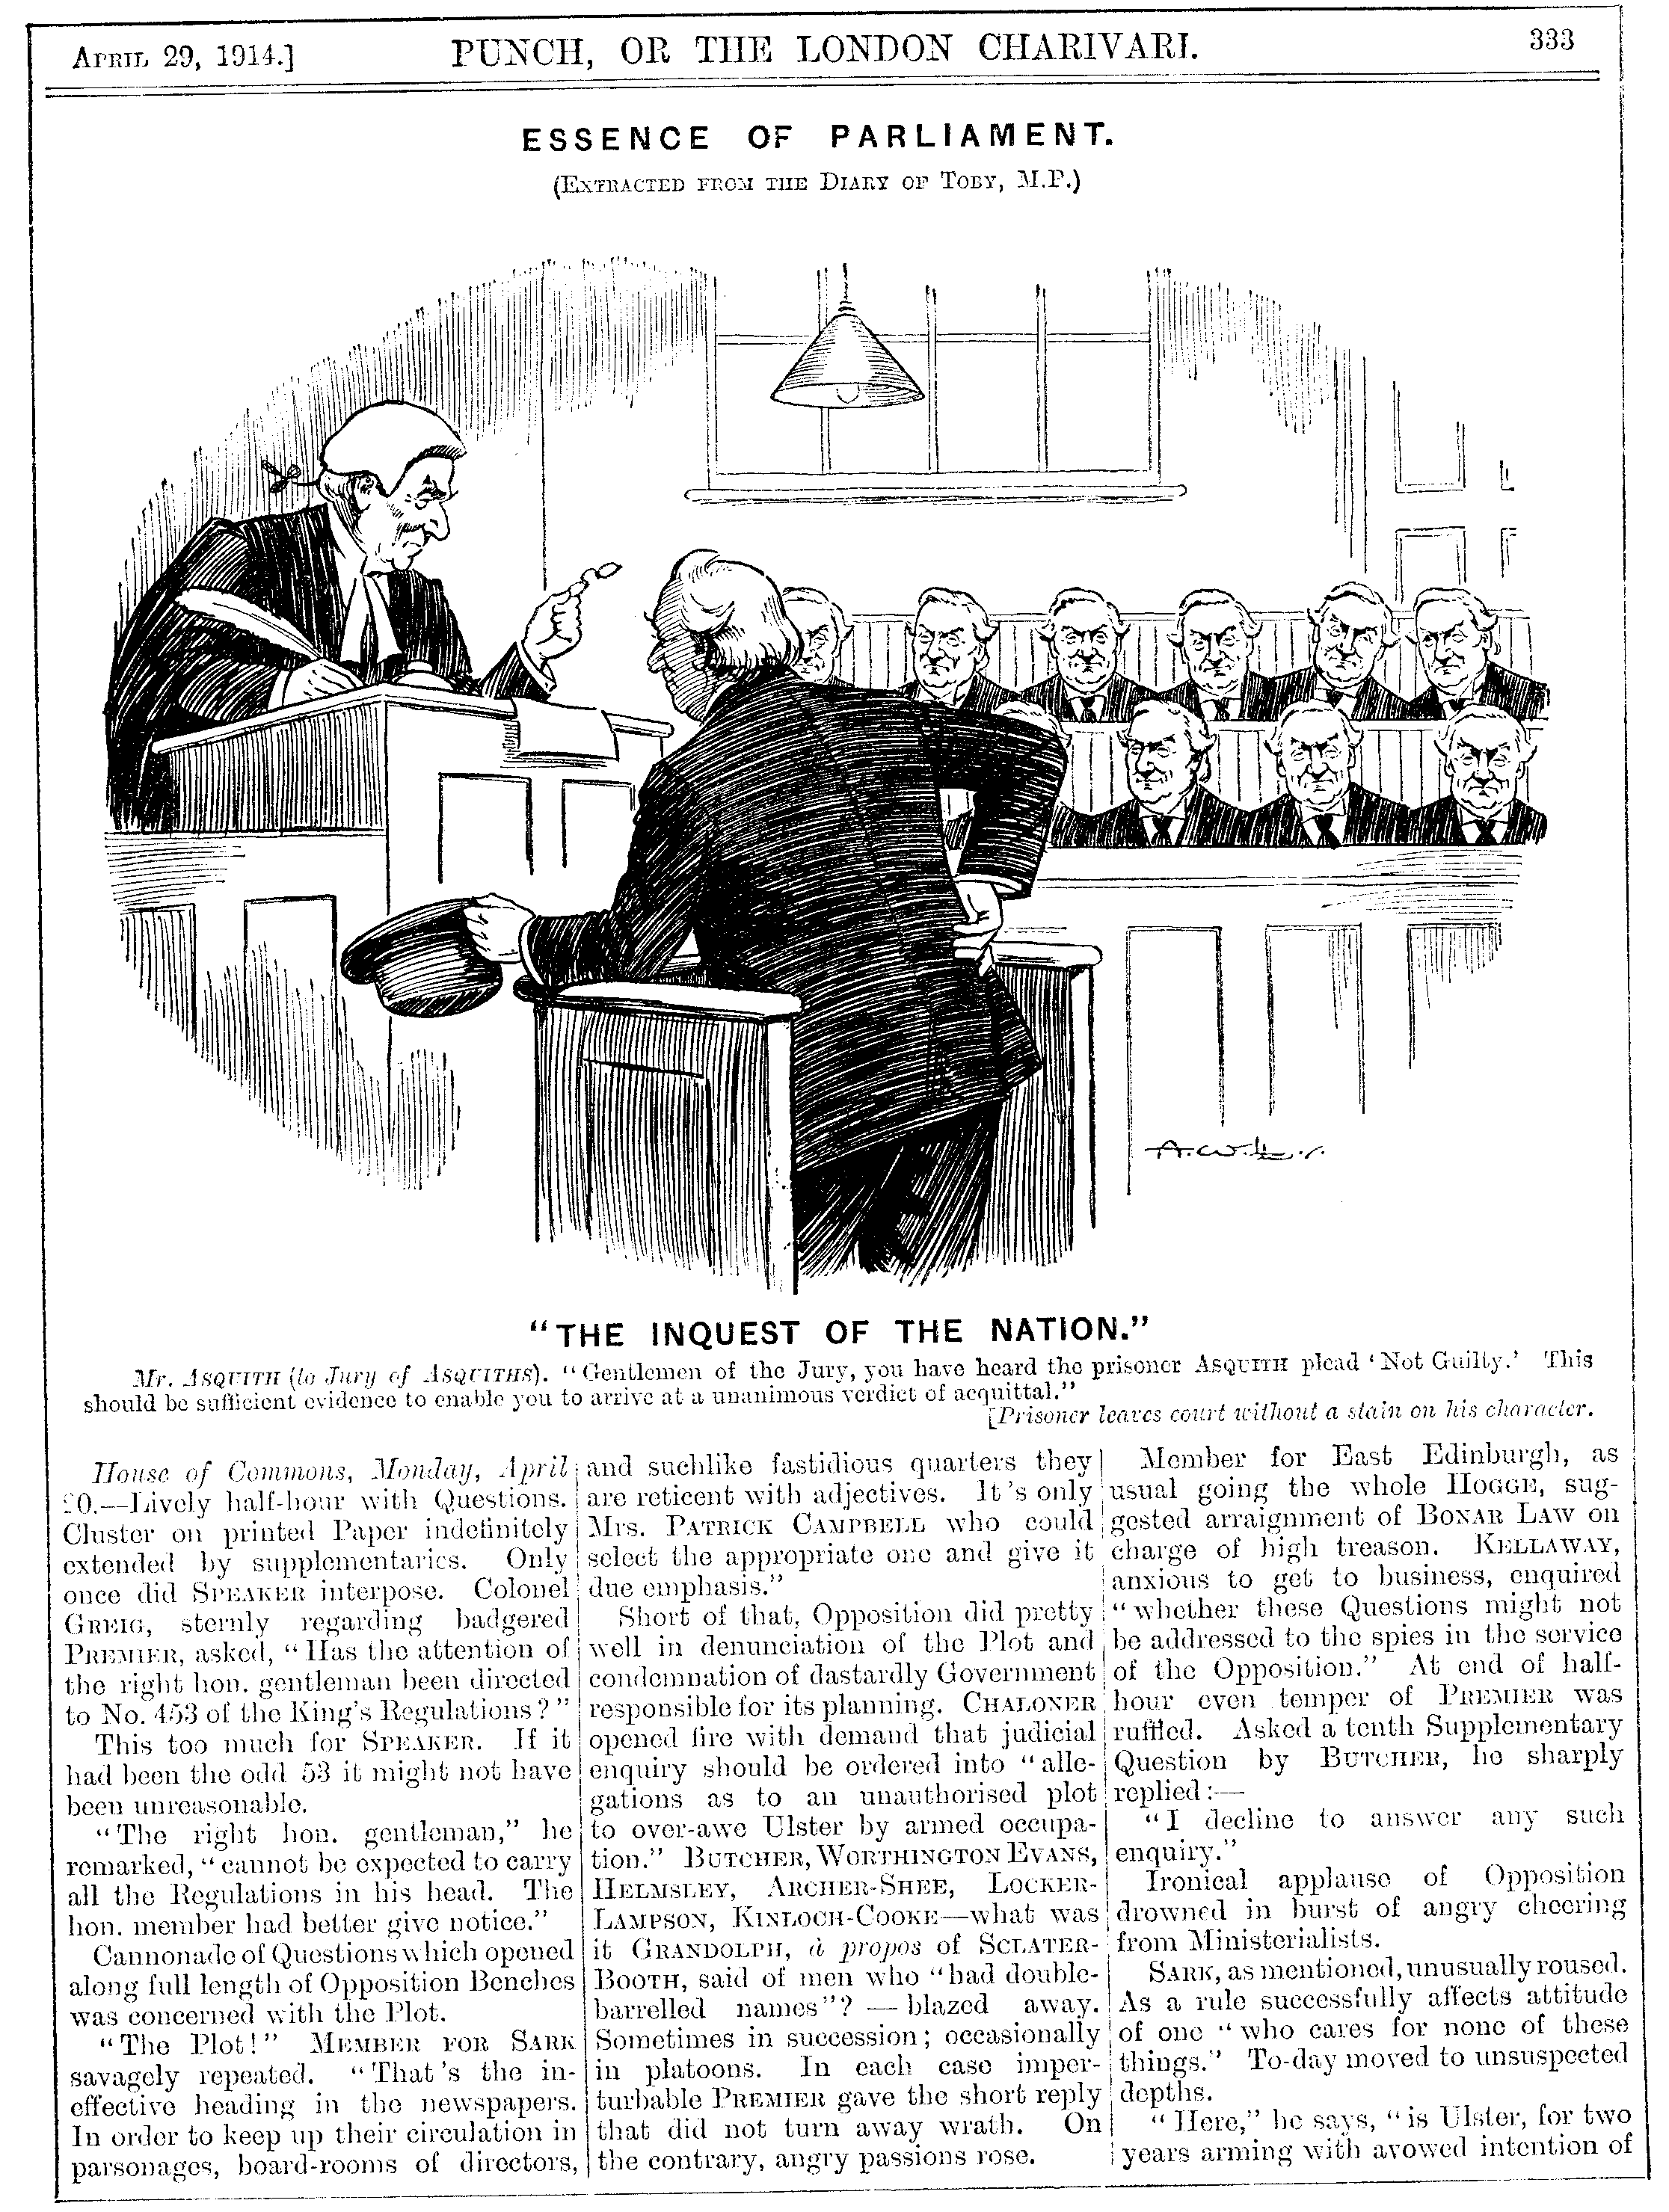 APRIL 29, 1914.] PUNCH, OR THE LONDON CHARIVARI. 333
ESSENCE OF PARLIAMENT.
(EXTRACTED FROM THE DIARY OF TOBY, M.P.)
"THE INQUEST OF THE NATION."
Mr. ASQUITH (to Jury of ASQUITHS). "Gentlemen of the Jury, you have heard the prisoner ASQUITH plead 'Not Guilty.' This
should be sufficient evidence to enable you to arrive at a unanimous verdict of acquittal."
[Prisoner leaves court without a stain on his character.
House of Commons, Monday, April
20.—Lively half-hour with Questions.
Cluster on printed Paper indefinitely
extended by supplementaries. Only
once did SPEAKER interpose. Colonel
GREIG, sternly regarding badgered
PREMIER, asked, "Has the attention of
the right hon. gentleman been directed
to No. 453 of the King's Regulations?"
This too much for SPEAKER. If it
had been the odd 53 it might not have
been unreasonable.
"The right hon. gentleman," he
remarked, "cannot be expected to carry
all the Regulations in his head. The
hon. member had better give notice."
Cannonade of Questions which opened
along full length of Opposition Benches
was concerned with the Plot.
"The Plot!" MEMBER FOR SARK
savagely repeated. "That's the in-
effective heading in the newspapers.
In order to keep up their circulation in
parsonages, board-rooms of directors,
and suchlike fastidious quarters they
are reticent with adjectives. It's only
Mrs. PATRICK CAMPBELL who could
select the appropriate one and give it
due emphasis."
Short of that, Opposition did pretty
well in denunciation of the Plot and
condemnation of dastardly Government
responsible for its planning. CHALONER
opened fire with demand that judicial
enquiry should be ordered into "alle-
gations as to an unauthorised plot
to over-awe Ulster by armed occupa-
tion." BUTCHER, WORTHINGTON EVANS,
HELMSLEY, ARCHER-SHEE, LOCKER-
LAMPSON, KINLOCH-COOKE—what was
it GRANDOLPH, à propos of SCLATER-
BOOTH, said of men who "had double-
barrelled names"?—blazed away.
Sometimes in succession; occasionally
in platoons. In each case imper-
turbable PREMIER gave the short reply
that did not turn away wrath. On
the contrary, angry passions rose.
Member for East Edinburgh, as
usual going the whole HOGGE, sug-
gested arraignment of BONAR LAW on
charge of high treason. KELLAWAY,
anxious to get to business, enquired
"whether these Questions might not
be addressed to the spies in the service
of the Opposition." At end of half-
hour even temper of PREMIER was
ruffled. Asked a tenth Supplementary
Question by BUTCHER, he sharply
replied:—
"I decline to answer any such
enquiry."
Ironical applause of Opposition
drowned in burst of angry cheering
from Ministerialists.
SARK, as mentioned, unusually roused.
As a rule successfully affects attitude
of one "who cares for none of these
things." To-day moved to unsuspected
depths.
"Here," he says, "is Ulster, for two
years arming with avowed intention of